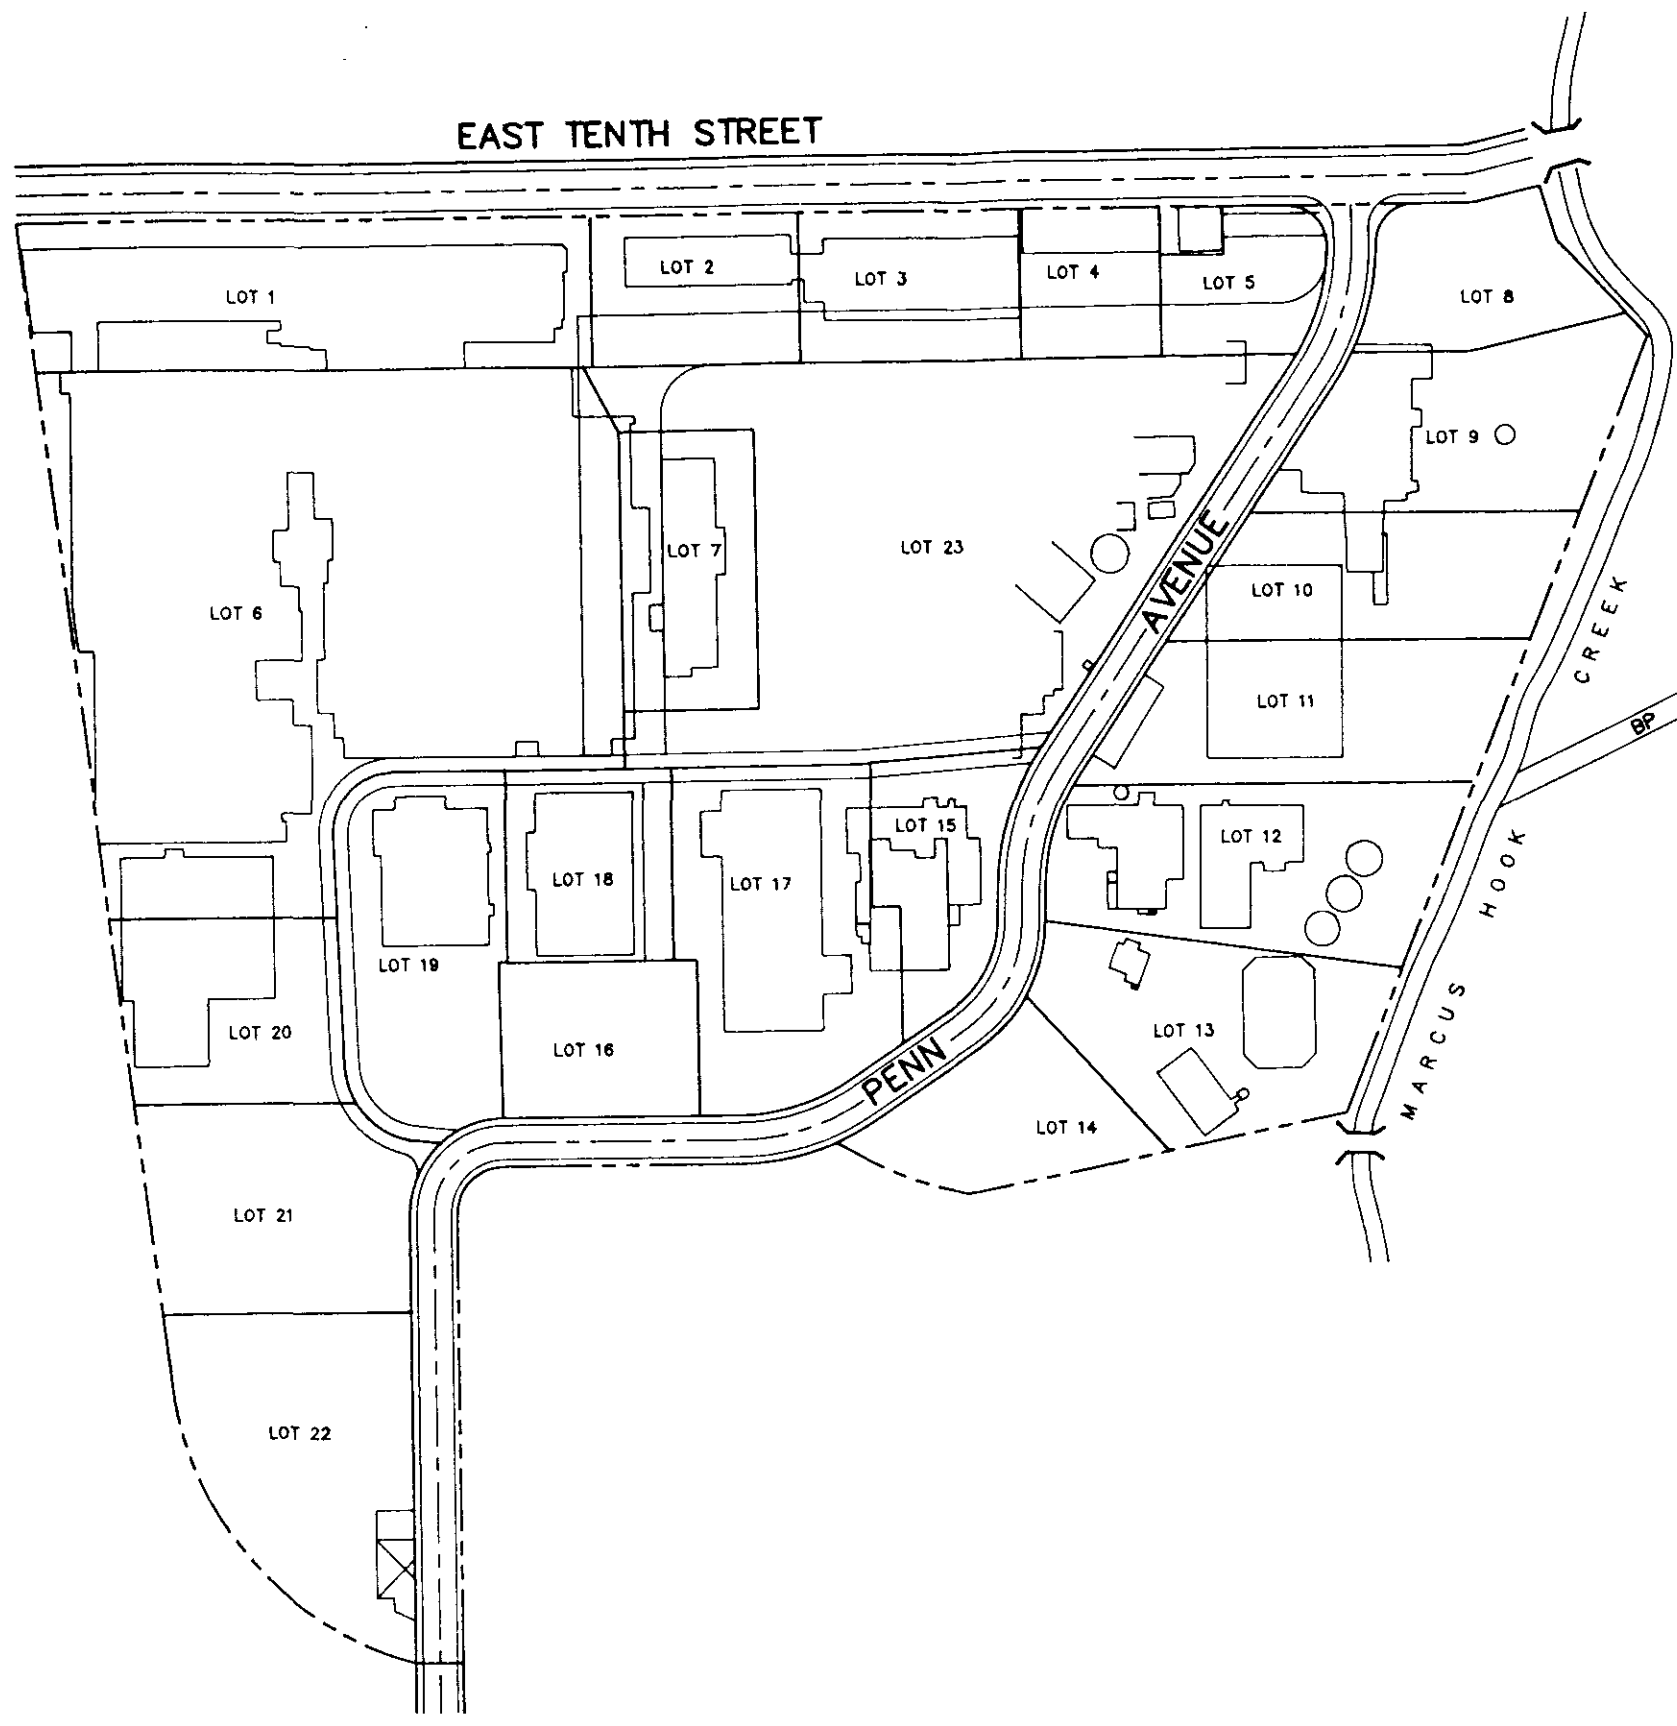 EAST TENTH STREET
LOT 1
LOT 2
LOT 3
LOT 4
LOT 5
LOT 8
LOT 6
LOT 7
LOT 23
LOT 9
LOT 10
LOT 11
PENN AVENUE
MARCUS HOOK CREEK
BP
LOT 19
LOT 18
LOT 17
LOT 15
LOT 12
LOT 20
LOT 16
LOT 13
LOT 14
LOT 21
LOT 22